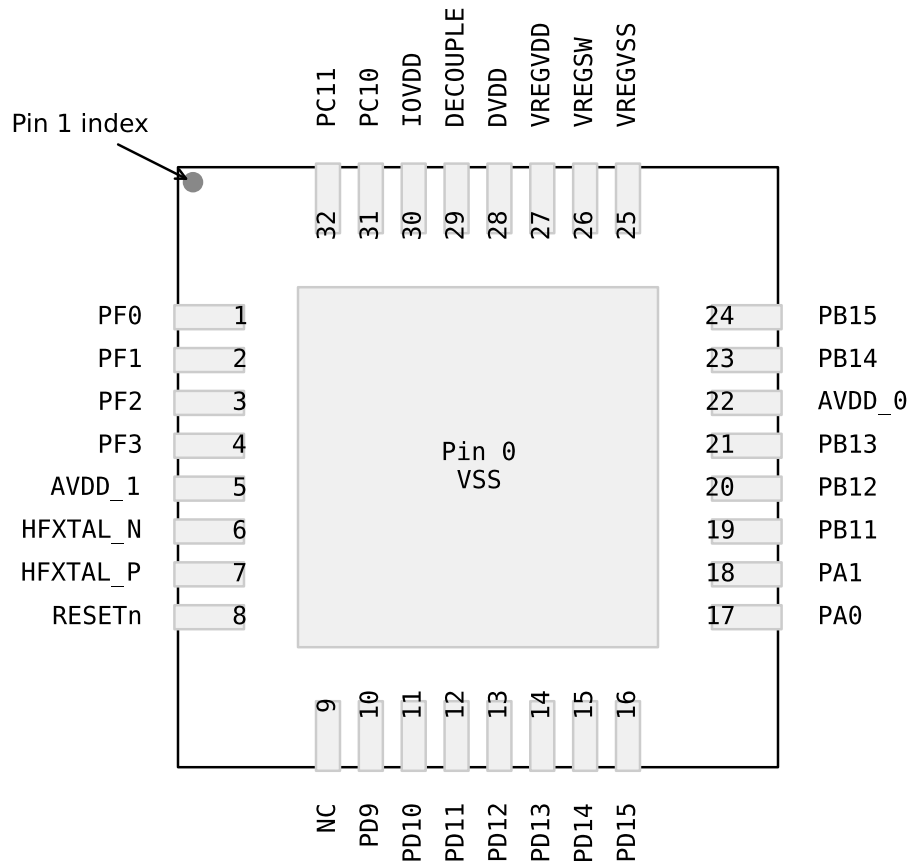 PC11
PC10
IOVDD
DECOUPLE
DVDD
VREGVDD
VREGSW
VREGVSS
Pin 1 index
32
31
30
29
28
27
26
25
PF0 1
PF1 2
PF2 3
PF3 4
AVDD_1 5
HFXTAL_N 6
HFXTAL_P 7
RESETn 8
Pin 0
VSS
24 PB15
23 PB14
22 AVDD_0
21 PB13
20 PB12
19 PB11
18 PA1
17 PA0
9
10
11
12
13
14
15
16
NC
PD9
PD10
PD11
PD12
PD13
PD14
PD15